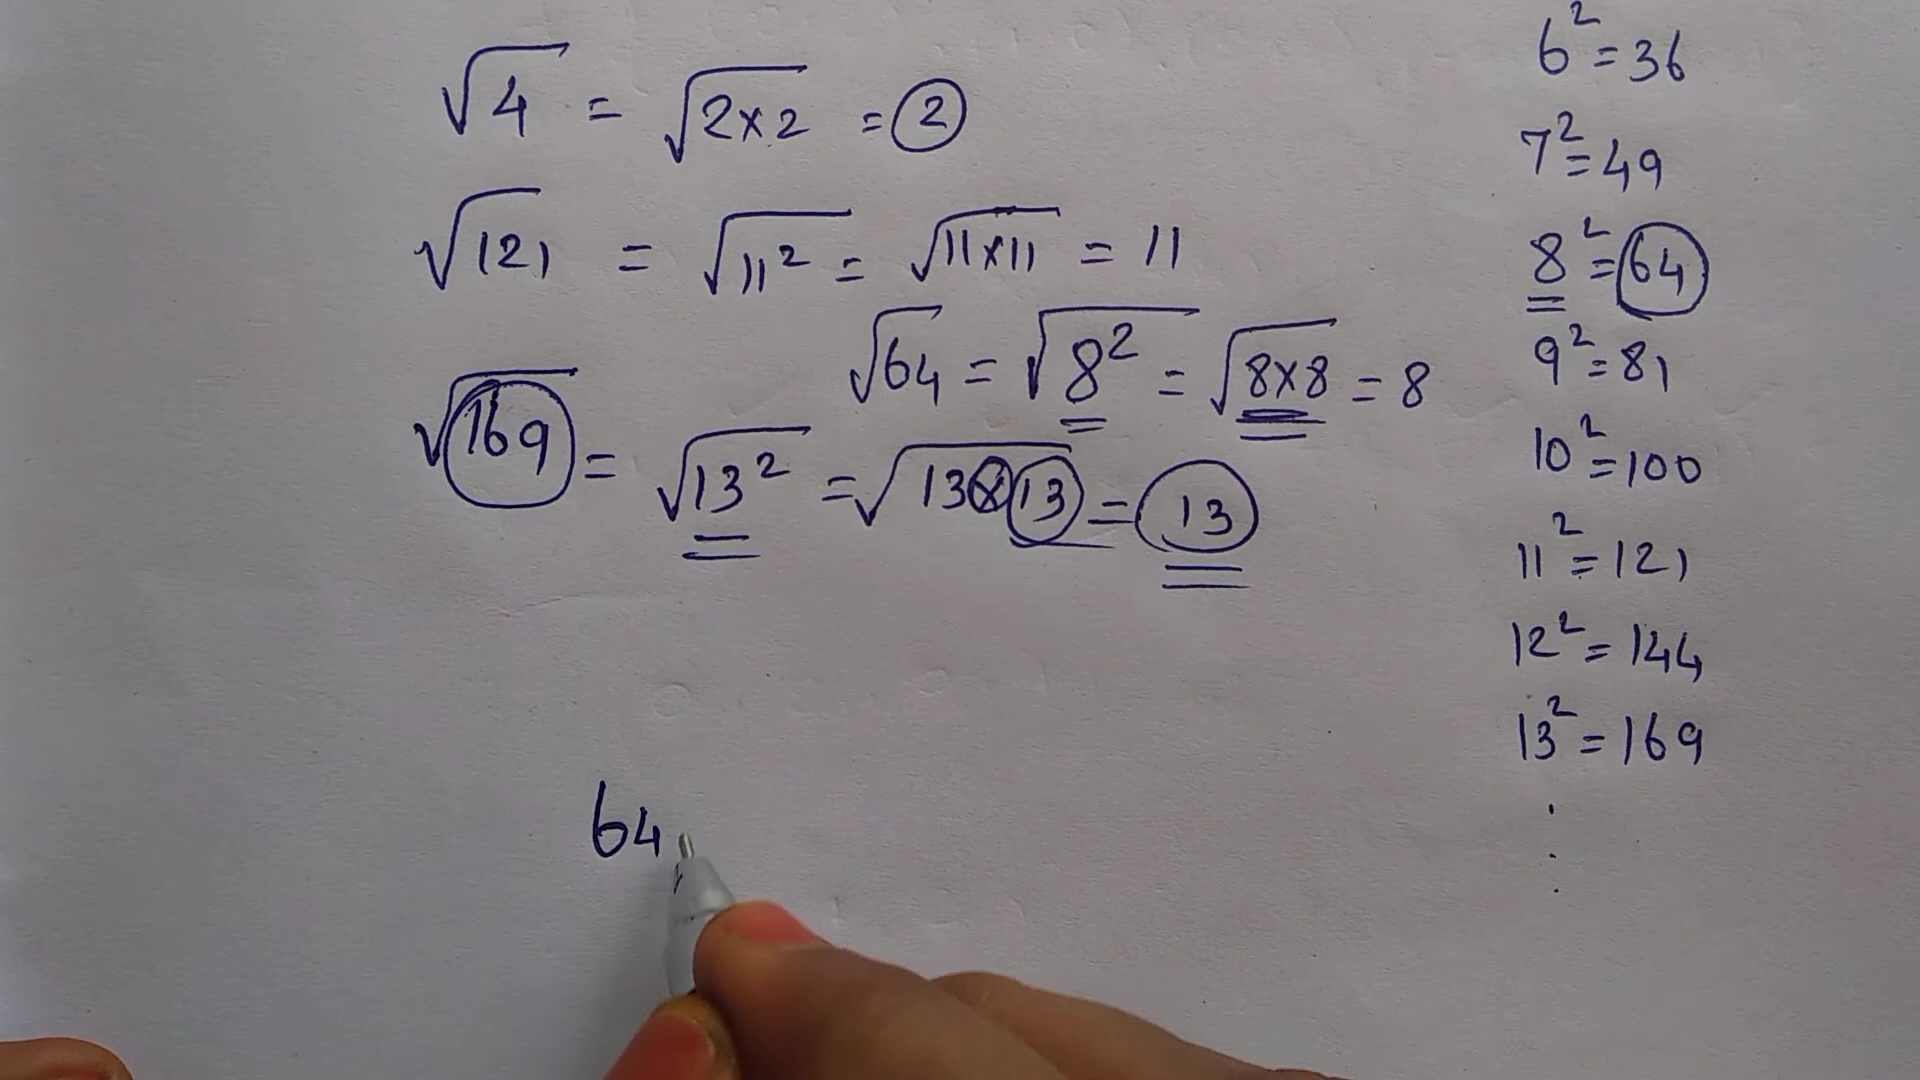 √4 = √2×2 = 2
√121 = √11² = √11×11 = 11
√64 = √8² = √8×8 = 8
√169 = √13² = √13×13 = 13
64,
6² = 36
7² = 49
8² = 64
9² = 81
10² = 100
11² = 121
12² = 144
13² = 169
.
.
.